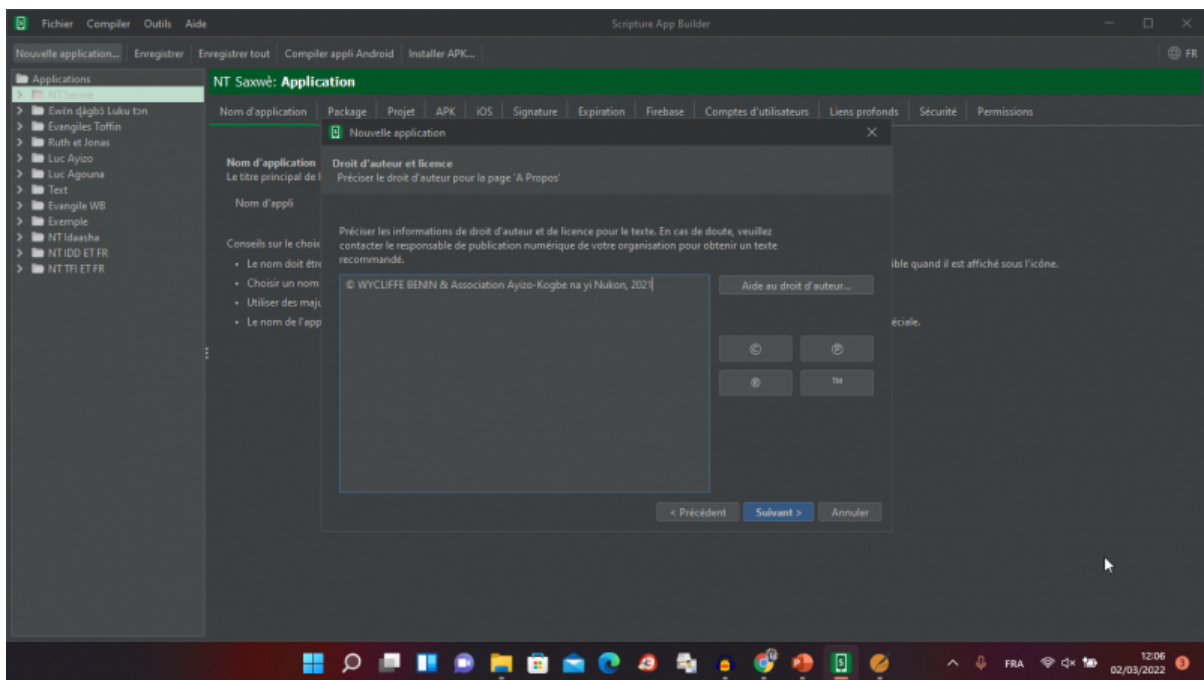 Fichier Compiler Outils Aide Scripture App Builder
Nouvelle application... Enregistrer Enregistrer tout Compiler appli Android Installer APK... FR
Applications
NT Saxwè
Ewln ɖagbó Luku tɔn
Evangiles Toffin
Ruth et Jonas
Luc Ayizo
Luc Agouna
Text
Evangile WB
Exemple
NT Idaasha
NT IDD ET FR
NT TFI ET FR
NT Saxwè: Application
Nom d'application Package Projet APK iOS Signature Expiration Firebase Comptes d'utilisateurs Liens profonds Sécurité Permissions
Nom d'application
Le titre principal de l
Nom d'appli
Conseils sur le choix
• Le nom doit être
• Choisir un nom
• Utiliser des maju
• Le nom de l'app
ible quand il est affiché sous l'icône.
éciale.
Nouvelle application
Droit d'auteur et licence
Préciser le droit d'auteur pour la page 'A Propos'
Préciser les informations de droit d'auteur et de licence pour le texte. En cas de doute, veuillez
contacter le responsable de publication numérique de votre organisation pour obtenir un texte
recommandé.
© WYCLIFFE BENIN & Association Ayizo-Kogbe na yi Nukon, 2021
Aide au droit d'auteur...
© ℗
® ™
< Précédent Suivant > Annuler
FRA 12:06
02/03/2022 3